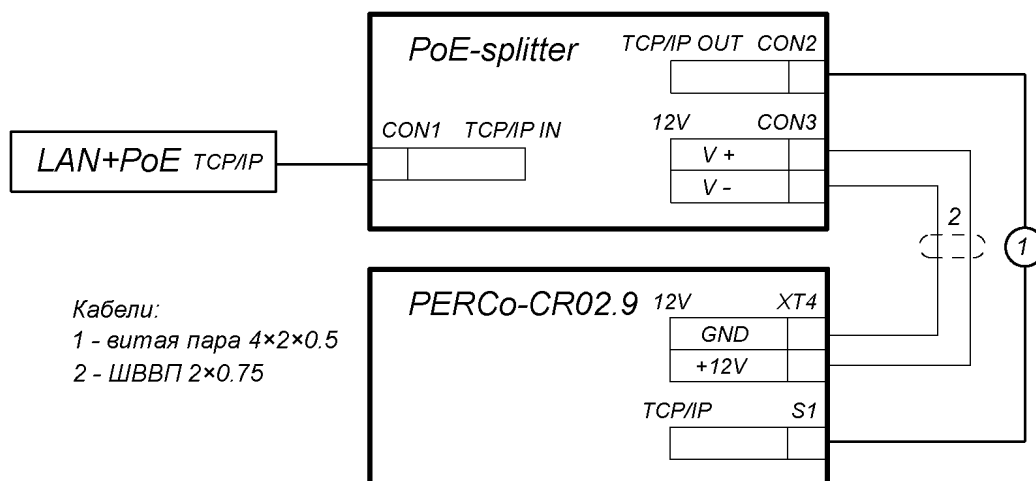 PoE-splitter
TCP/IP OUT CON2
CON1 TCP/IP IN
12V CON3
V +
V -
LAN+PoE TCP/IP
2
1
PERCo-CR02.9
12V XT4
GND
+12V
TCP/IP S1
Кабели:
1 - витая пара 4×2×0.5
2 - ШВВП 2×0.75